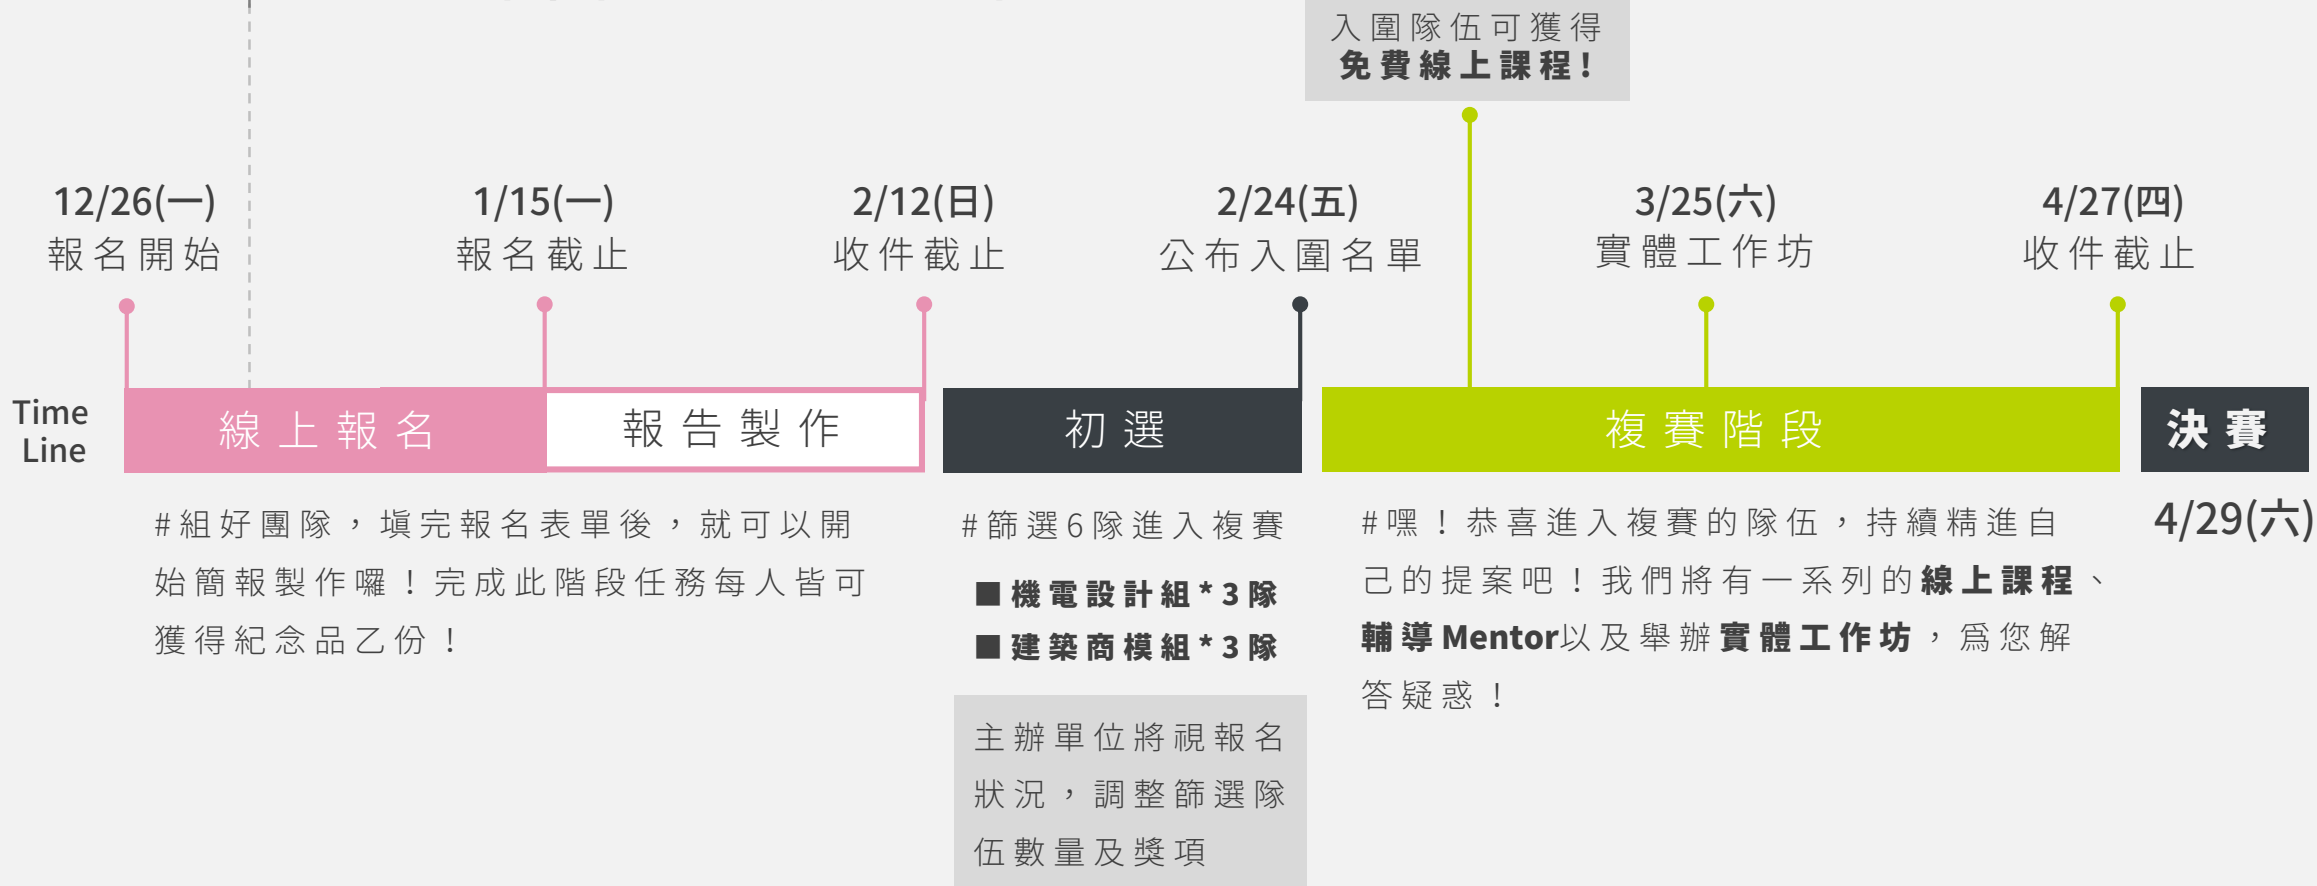 入圍隊伍可獲得
免費線上課程!
12/26(一)
報名開始
1/15(一)
報名截止
2/12(日)
收件截止
2/24(五)
公布入圍名單
3/25(六)
實體工作坊
4/27(四)
收件截止
Time
Line
線上報名
報告製作
初選
複賽階段
決賽
#組好團隊，填完報名表單後，就可以開
始簡報製作囉！完成此階段任務每人皆可
獲得紀念品乙份！
#篩選6隊進入複賽
■機電設計組*3隊
■建築商模組*3隊
主辦單位將視報名
狀況，調整篩選隊
伍數量及獎項
#嘿！恭喜進入複賽的隊伍，持續精進自
己的提案吧！我們將有一系列的線上課程、
輔導Mentor以及舉辦實體工作坊，為您解
答疑惑！
4/29(六)